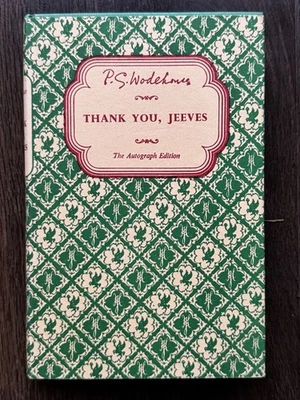 P.G. Wodehouse
THANK YOU, JEEVES
The Autograph Edition